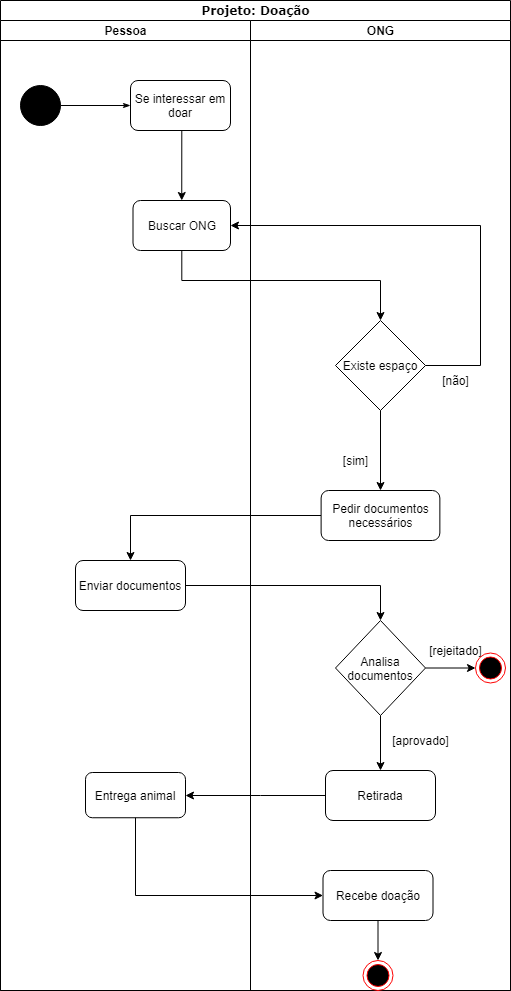 Projeto: Doação
Pessoa
ONG
Se interessar em
doar
Buscar ONG
Existe espaço
[não]
[sim]
Pedir documentos
necessários
Enviar documentos
Analisa
documentos
[rejeitado]
[aprovado]
Entrega animal
Retirada
Recebe doação